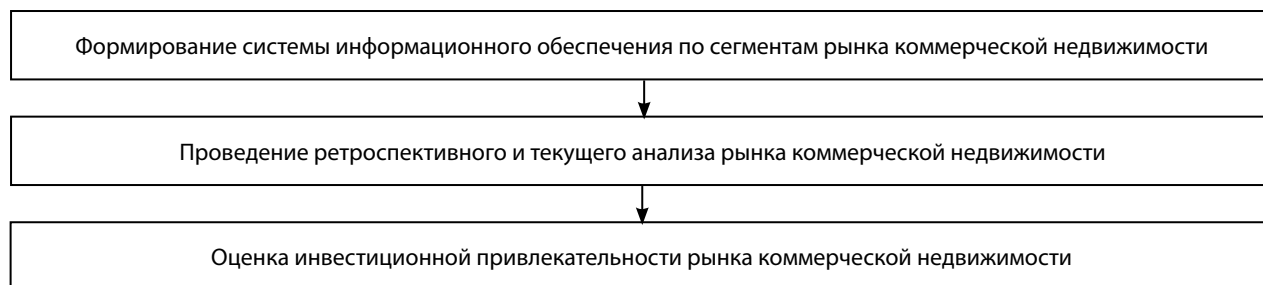 Формирование системы информационного обеспечения по сегментам рынка коммерческой недвижимости
Проведение ретроспективного и текущего анализа рынка коммерческой недвижимости
Оценка инвестиционной привлекательности рынка коммерческой недвижимости